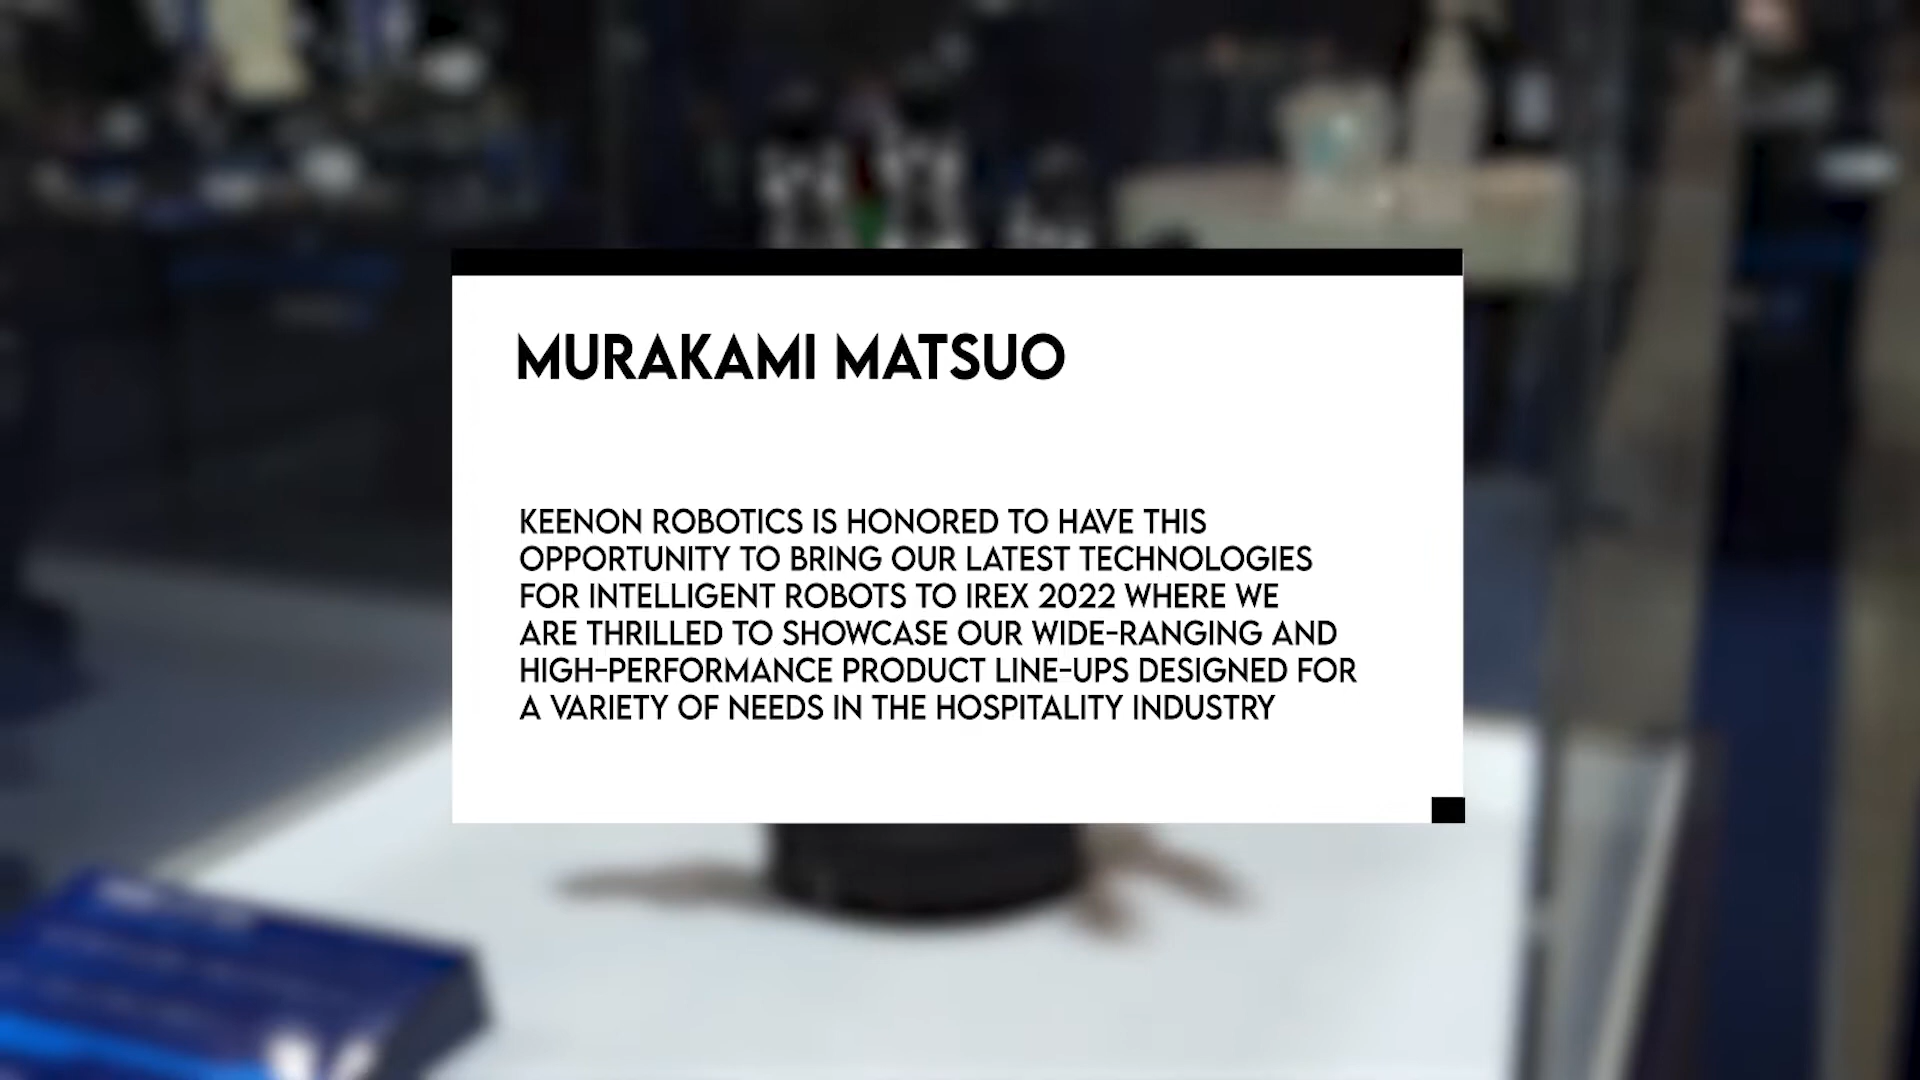 MURAKAMI MATSUO
KEENON ROBOTICS IS HONORED TO HAVE THIS
OPPORTUNITY TO BRING OUR LATEST TECHNOLOGIES
FOR INTELLIGENT ROBOTS TO IREX 2022 WHERE WE
ARE THRILLED TO SHOWCASE OUR WIDE-RANGING AND
HIGH-PERFORMANCE PRODUCT LINE-UPS DESIGNED FOR
A VARIETY OF NEEDS IN THE HOSPITALITY INDUSTRY